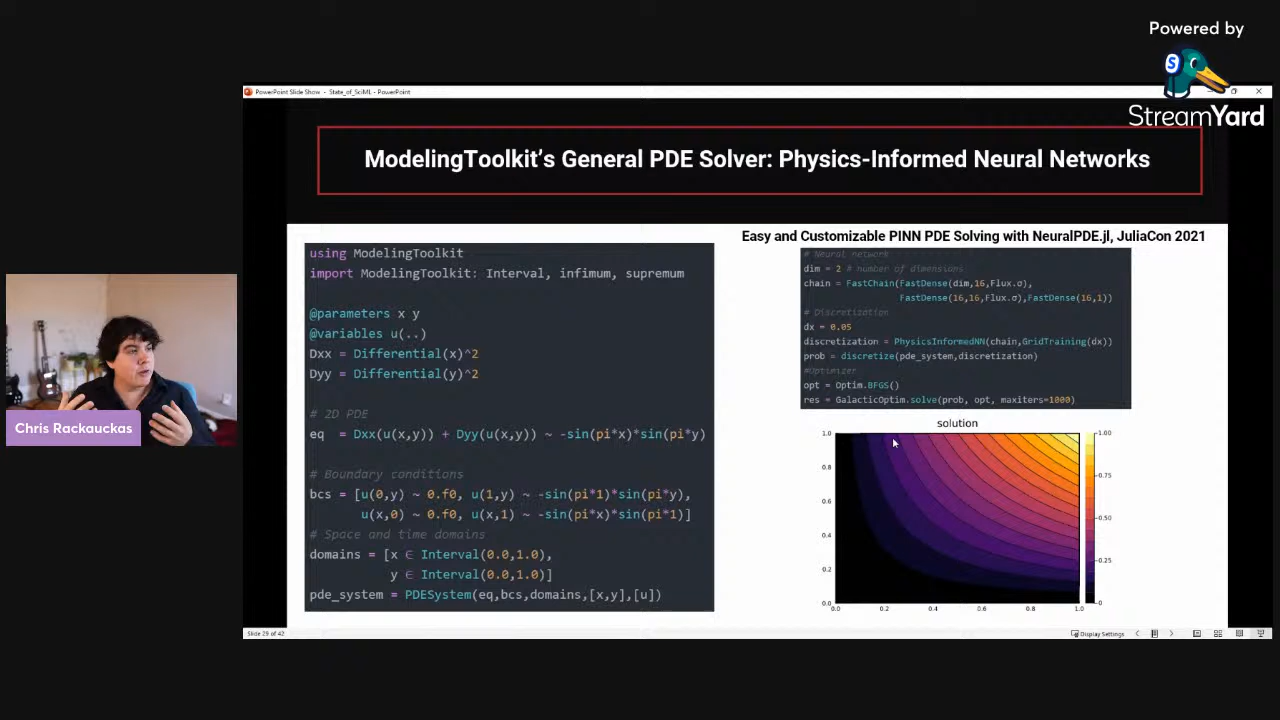 Powered by
S
StreamYard
PowerPoint Slide Show - State_of_SciML - PowerPoint
ModelingToolkit's General PDE Solver: Physics-Informed Neural Networks
using ModelingToolkit
import ModelingToolkit: Interval, infimum, supremum
@parameters x y
@variables u(..)
Dxx = Differential(x)^2
Dyy = Differential(y)^2
# 2D PDE
eq  = Dxx(u(x,y)) + Dyy(u(x,y)) ~ -sin(pi*x)*sin(pi*y)
# Boundary conditions
bcs = [u(0,y) ~ 0.f0, u(1,y) ~ -sin(pi*1)*sin(pi*y),
u(x,0) ~ 0.f0, u(x,1) ~ -sin(pi*x)*sin(pi*1)]
# Space and time domains
domains = [x ∈ Interval(0.0,1.0),
y ∈ Interval(0.0,1.0)]
pde_system = PDESystem(eq,bcs,domains,[x,y],[u])
Easy and Customizable PINN PDE Solving with NeuralPDE.jl, JuliaCon 2021
# Neural network
dim = 2 # number of dimensions
chain = FastChain(FastDense(dim,16,Flux.σ),
FastDense(16,16,Flux.σ),FastDense(16,1))
# Discretization
dx = 0.05
discretization = PhysicsInformedNN(chain,GridTraining(dx))
prob = discretize(pde_system,discretization)
#Optimizer
opt = Optim.BFGS()
res = GalacticOptim.solve(prob, opt, maxiters=1000)
solution
1.0
0.8
0.6
0.4
0.2
0.0
0.0 0.2 0.4 0.6 0.8 1.0
1.00
0.75
0.50
0.25
0
Chris Rackauckas
Slide 29 of 42
Display Settings